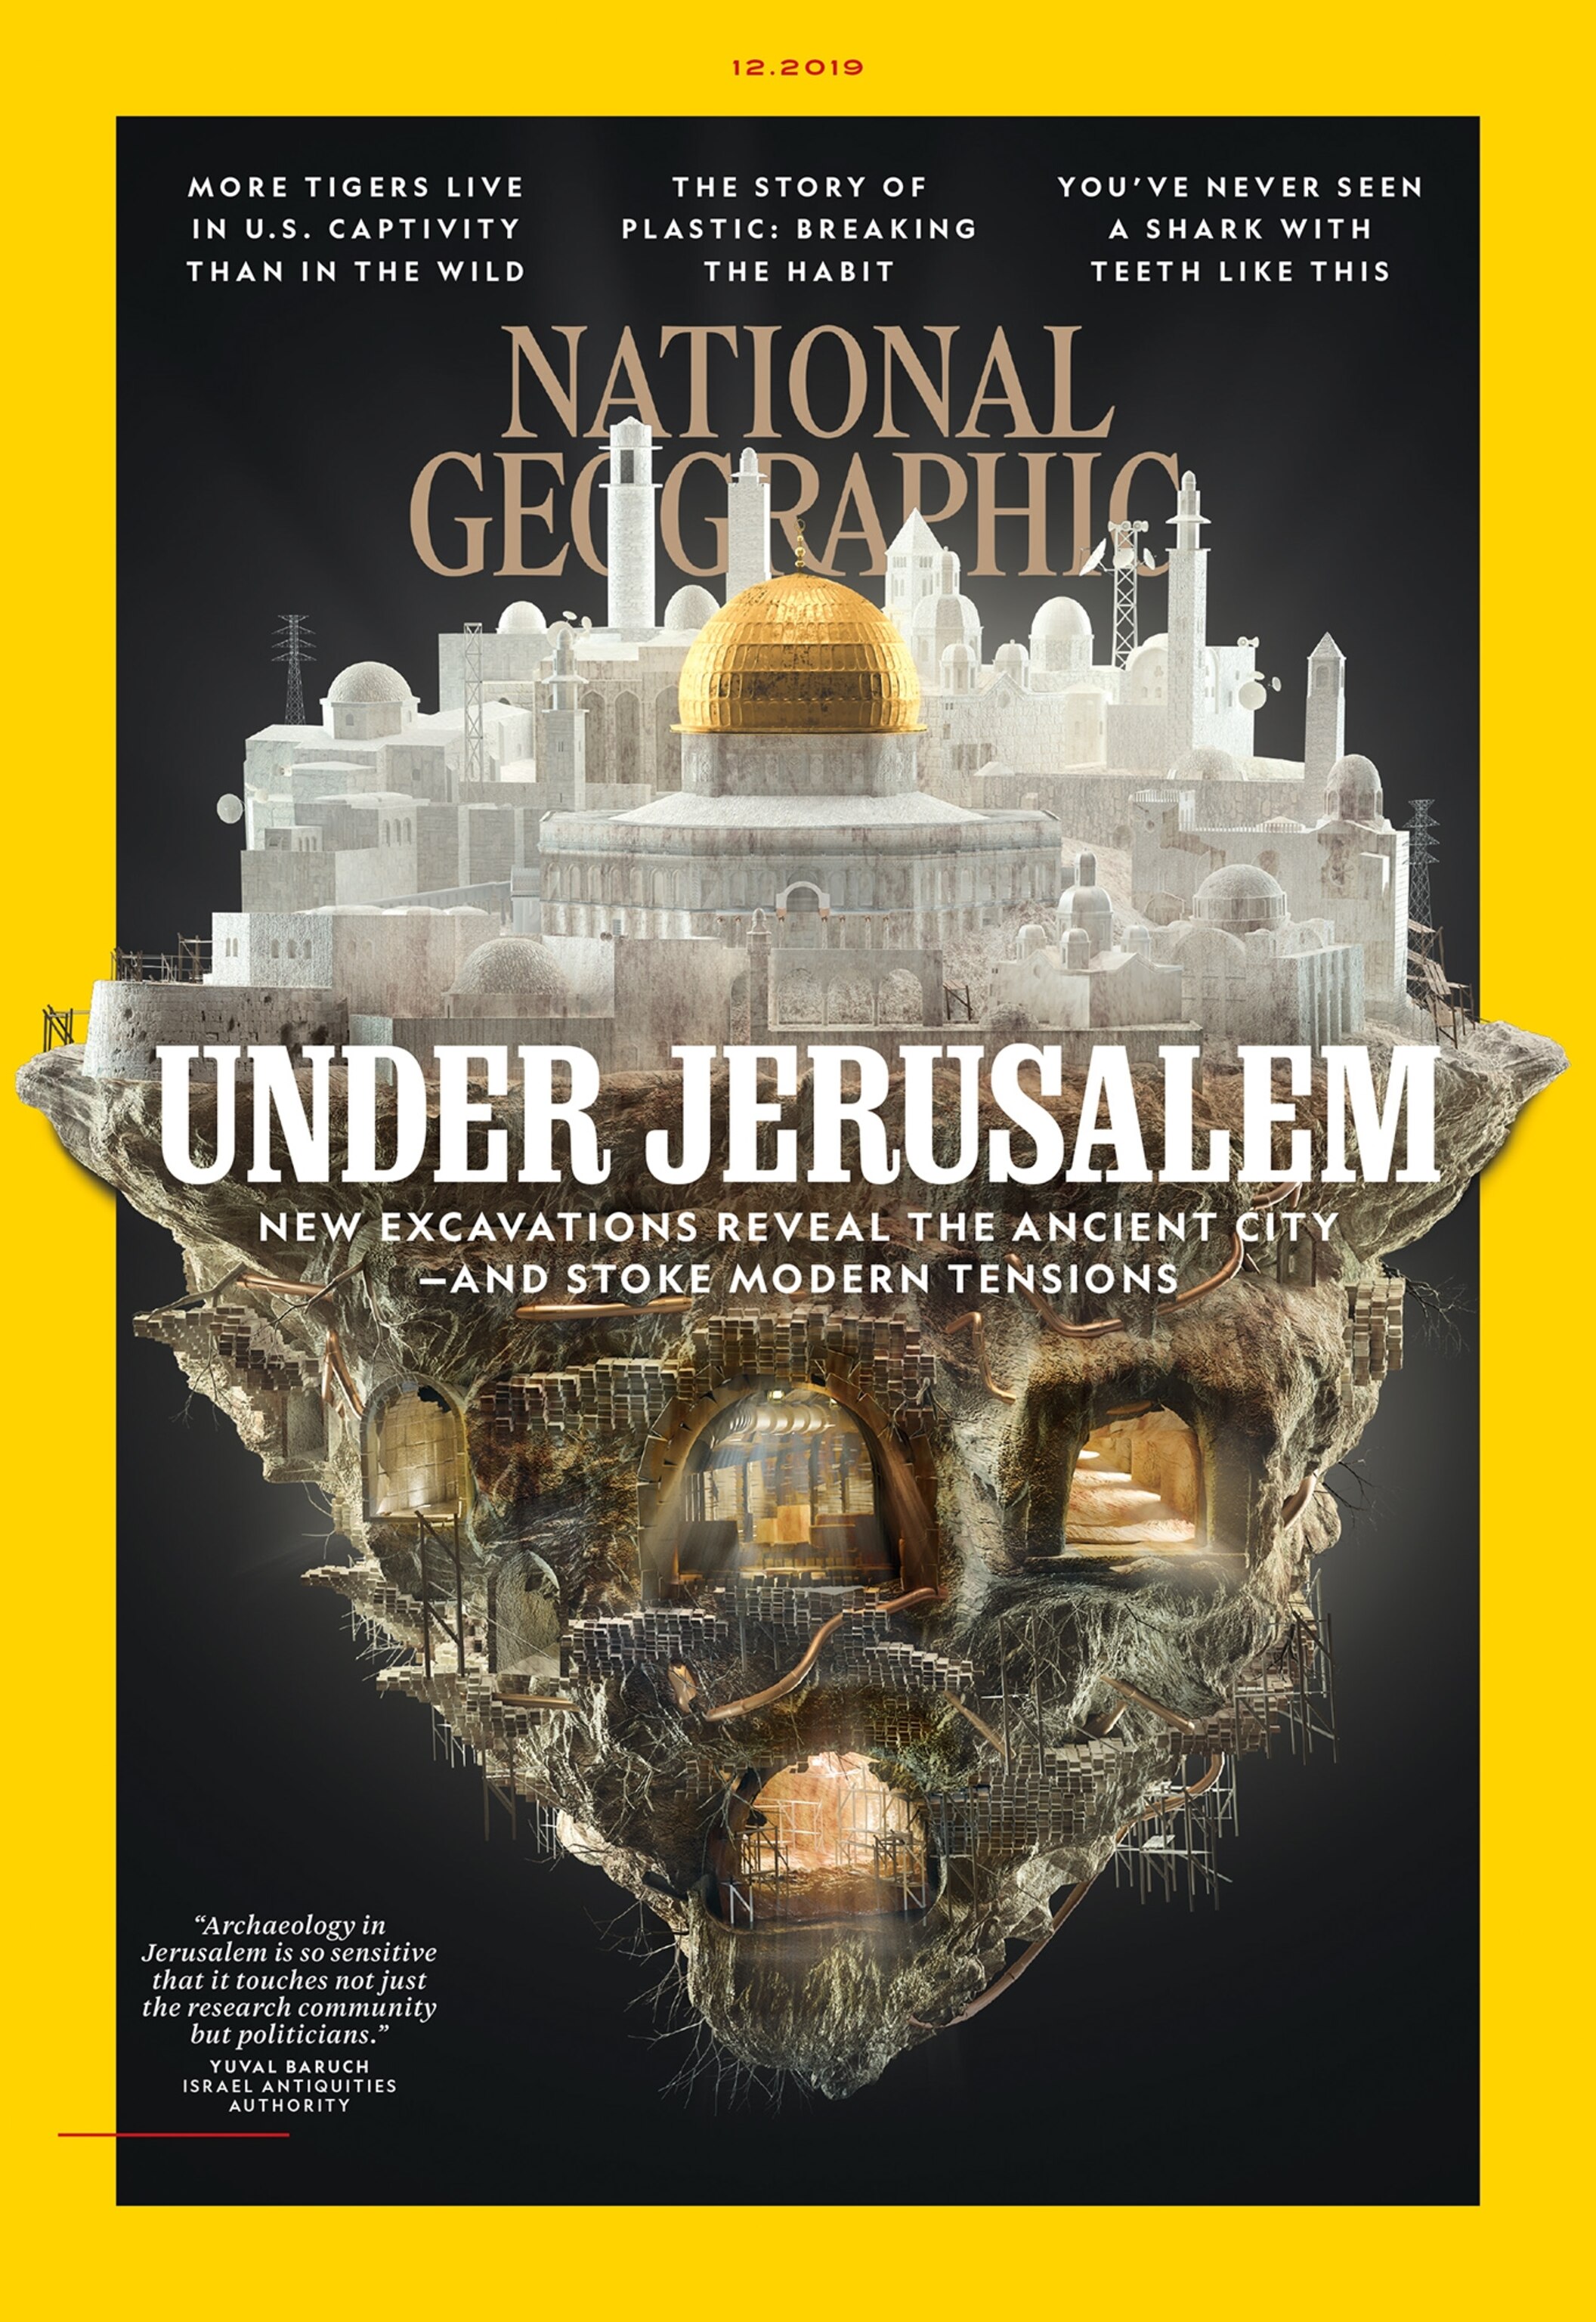 12.2019
MORE TIGERS LIVE
IN U.S. CAPTIVITY
THAN IN THE WILD
THE STORY OF
PLASTIC: BREAKING
THE HABIT
YOU'VE NEVER SEEN
A SHARK WITH
TEETH LIKE THIS
NATIONAL
GEOGRAPHIC
UNDER JERUSALEM
NEW EXCAVATIONS REVEAL THE ANCIENT CITY
—AND STOKE MODERN TENSIONS
“Archaeology in
Jerusalem is so sensitive
that it touches not just
the research community
but politicians.”
YUVAL BARUCH
ISRAEL ANTIQUITIES
AUTHORITY